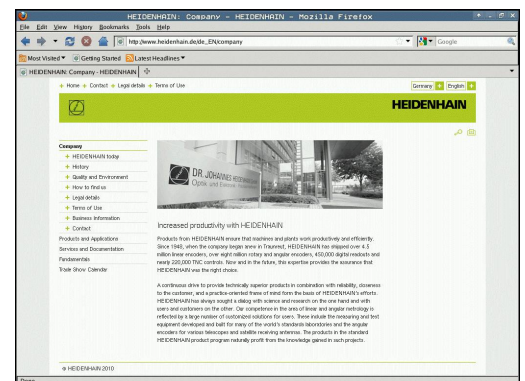 HEIDENHAIN: Company - HEIDENHAIN - Mozilla Firefox
File Edit View History Bookmarks Tools Help
http://www.heidenhain.de/de_EN/company
Google
Most Visited Getting Started Latest Headlines
HEIDENHAIN: Company - HEIDENHAIN
+ Home + Contact + Legal details + Terms of Use
Germany + English +
HEIDENHAIN
Company
+ HEIDENHAIN today
+ History
+ Quality and Environment
+ How to find us
+ Legal details
+ Terms of Use
+ Business Information
+ Contact
Products and Applications
Services and Documentation
Fundamentals
Trade Show Calendar
DR. JOHANNES HEIDENHAIN
Optik und
Increased productivity with HEIDENHAIN
Products from HEIDENHAIN ensure that machines and plants work productively and efficiently.
Since 1948, when the company began anew in Traunreut, HEIDENHAIN has shipped over 4.5
million linear encoders, over eight million rotary and angular encoders, 450,000 digital readouts and
nearly 220,000 TNC controls. Now and in the future, this expertise provides the assurance that
HEIDENHAIN was the right choice.
A continuous drive to provide technically superior products in combination with reliability, closeness
to the customer, and a practice-oriented frame of mind form the basis of HEIDENHAIN's efforts.
HEIDENHAIN has always sought a dialog with science and research on the one hand and with
users and customers on the other. Our competence in the area of linear and angular metrology is
reflected by a large number of customized solutions for users. These include the measuring and test
equipment developed and built for many of the world's standards laboratories and the angular
encoders for various telescopes and satellite receiving antennas. The products in the standard
HEIDENHAIN product program naturally profit from the knowledge gained in such projects.
© HEIDENHAIN 2010
Done